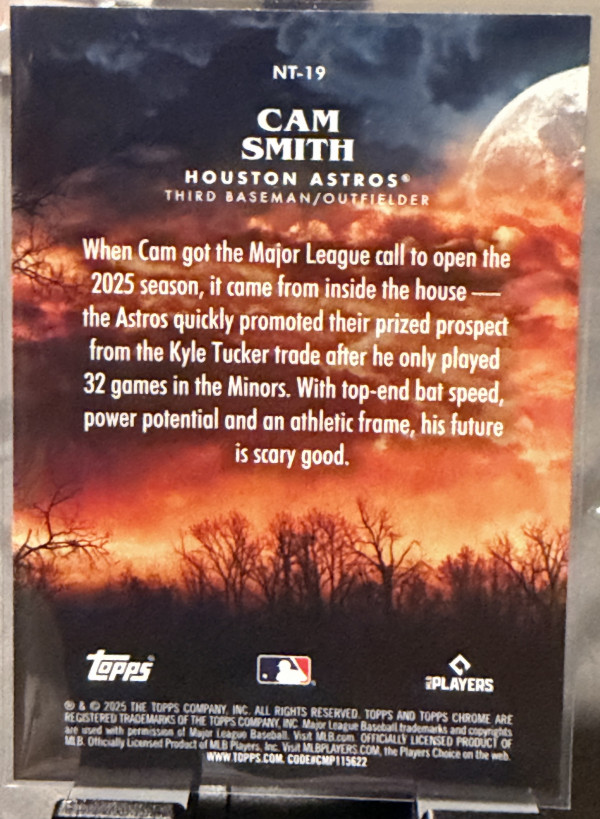 NT-19
CAM
SMITH
HOUSTON ASTROS®
THIRD BASEMAN/OUTFIELDER
When Cam got the Major League call to open the
2025 season, it came from inside the house —
the Astros quickly promoted their prized prospect
from the Kyle Tucker trade after he only played
32 games in the Minors. With top-end bat speed,
power potential and an athletic frame, his future
is scary good.
topps® PLAYERS
® & © 2025 THE TOPPS COMPANY, INC. ALL RIGHTS RESERVED. TOPPS AND TOPPS CHROME ARE
REGISTERED TRADEMARKS OF THE TOPPS COMPANY, INC. Major League Baseball trademarks and copyrights
are used with permission of Major League Baseball. Visit MLB.com. OFFICIALLY LICENSED PRODUCT OF
MLB. Officially Licensed Product of MLB Players, Inc. Visit MLBPLAYERS.COM, the Players Choice on the web.
WWW.TOPPS.COM. CODE#CMP115622